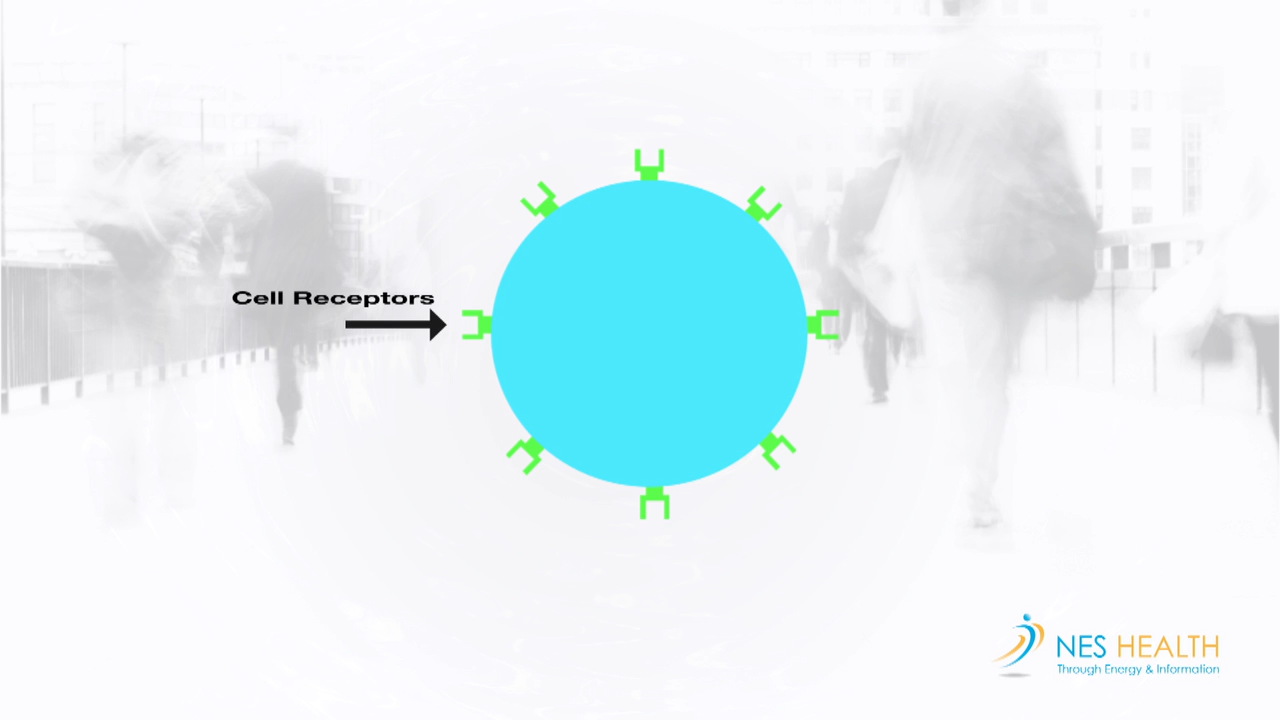 Cell Receptors
NES HEALTH
Through Energy & Information